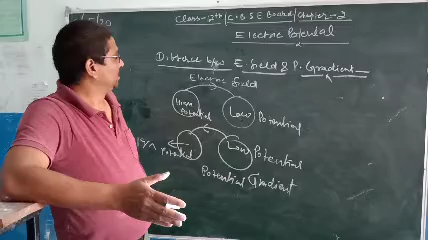 Class-12th/C.B.S.E Board/Chapter-2
Electric Potential
E. field & P. Gradient
Electric field
High Potential
Low Potential
High Potential
Low Potential
Potential Gradient